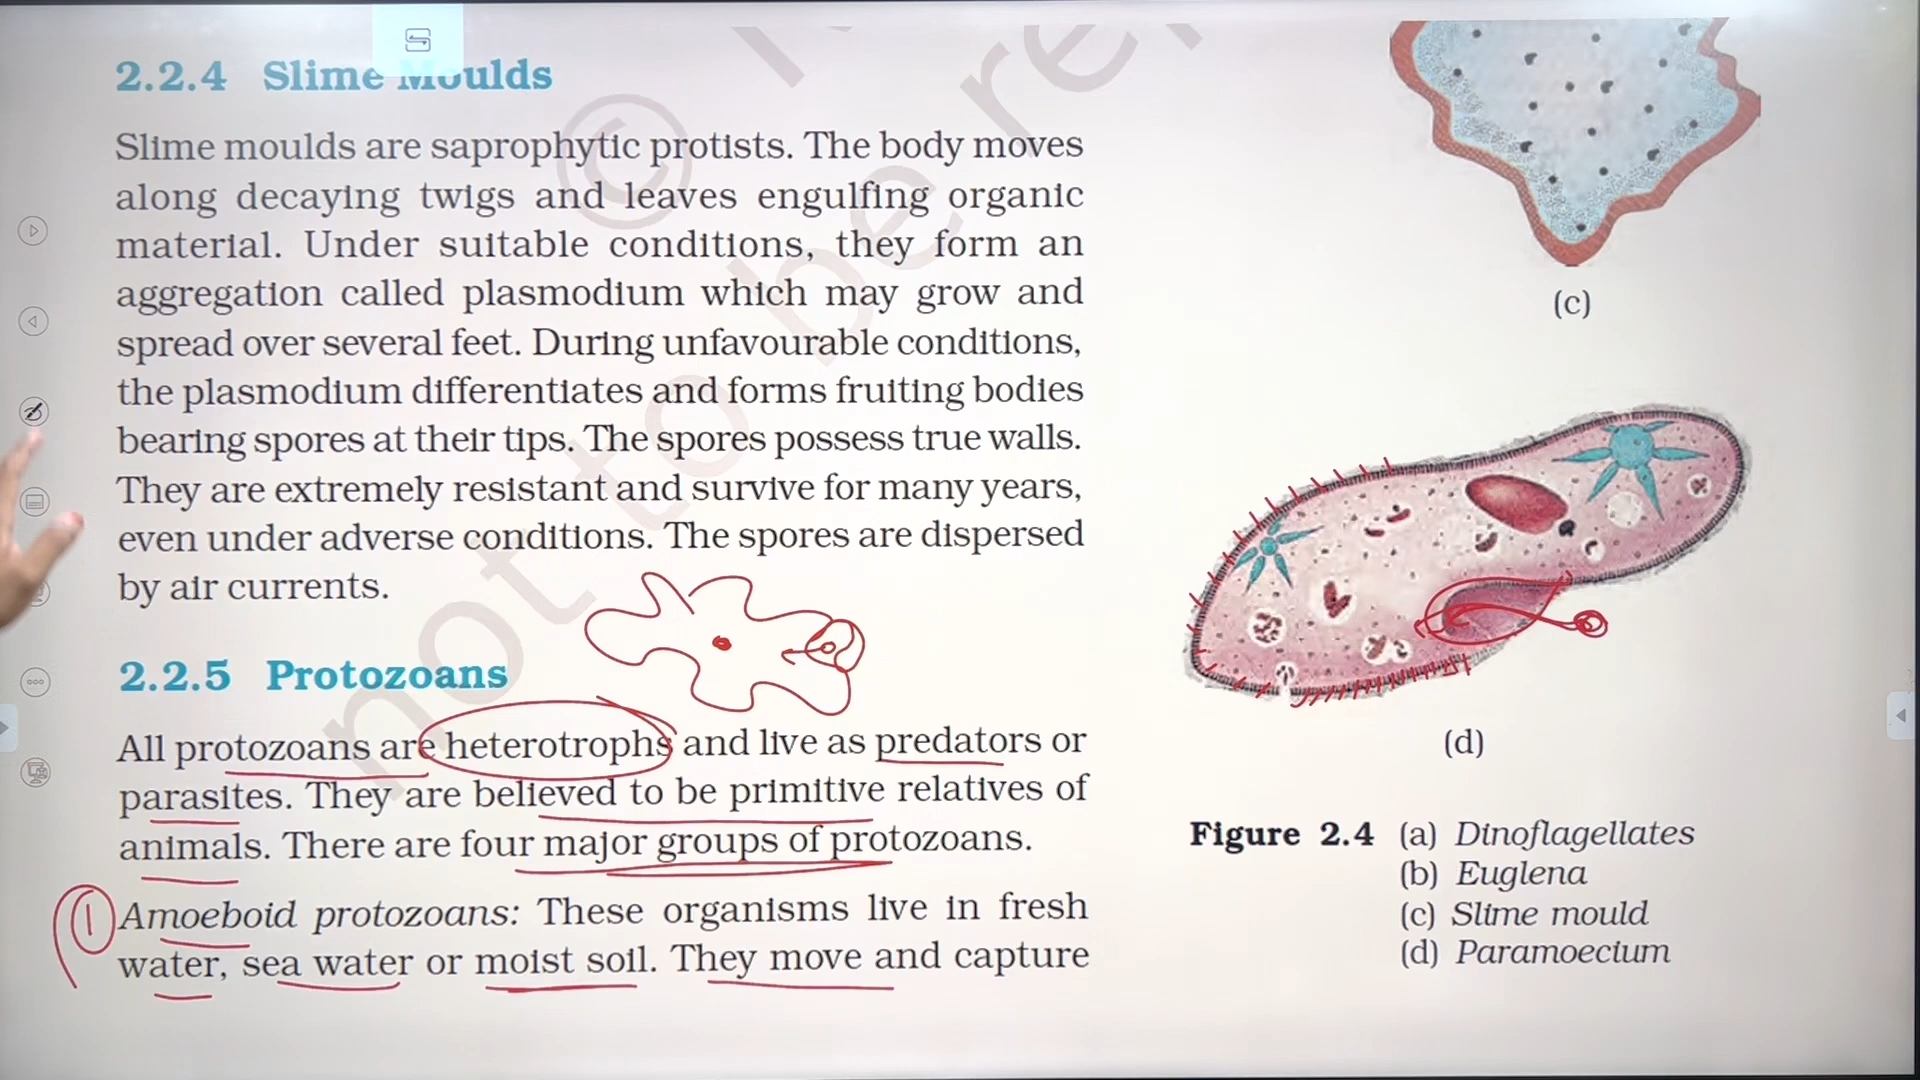 2.2.4 Slime Moulds
Slime moulds are saprophytic protists. The body moves
along decaying twigs and leaves engulfing organic
material. Under suitable conditions, they form an
aggregation called plasmodium which may grow and
spread over several feet. During unfavourable conditions,
the plasmodium differentiates and forms fruiting bodies
bearing spores at their tips. The spores possess true walls.
They are extremely resistant and survive for many years,
even under adverse conditions. The spores are dispersed
by air currents.
2.2.5 Protozoans
All protozoans are heterotrophs and live as predators or
parasites. They are believed to be primitive relatives of
animals. There are four major groups of protozoans.
1
Amoeboid protozoans: These organisms live in fresh
water, sea water or moist soil. They move and capture
(c)
(d)
Figure 2.4 (a) Dinoflagellates
(b) Euglena
(c) Slime mould
(d) Paramoecium
©
not to be re